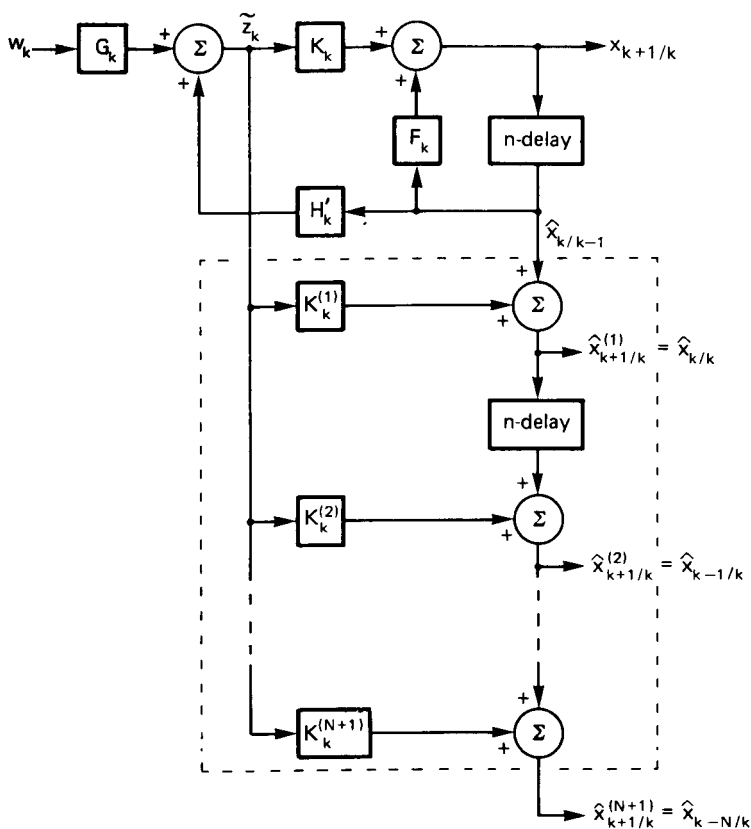 w_k G_k + Σ + z̃_k K_k + Σ + x_{k+1/k}
F_k n-delay
H'_k
x̂_{k/k-1}
K_k^{(1)} + + Σ
x̂_{k+1/k}^{(1)} = x̂_{k/k}
n-delay
K_k^{(2)} + + Σ
x̂_{k+1/k}^{(2)} = x̂_{k-1/k}
K_k^{(N+1)} + + Σ
x̂_{k+1/k}^{(N+1)} = x̂_{k-N/k}